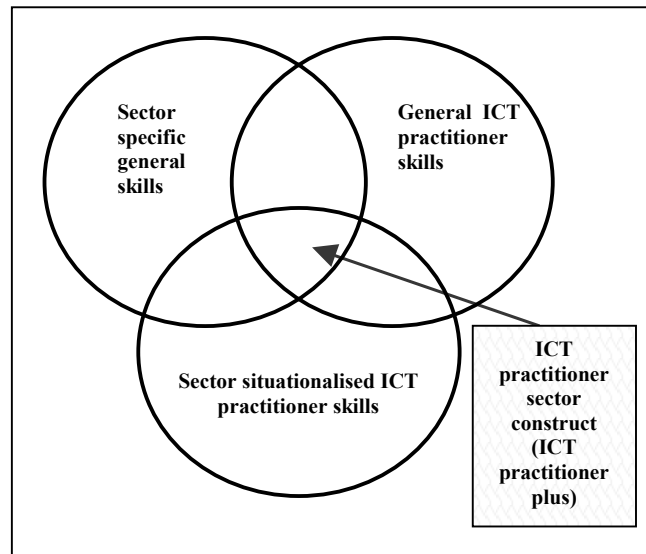 Sector
specific
general
skills
General ICT
practitioner
skills
Sector situationalised ICT
practitioner skills
ICT
practitioner
sector
construct
(ICT
practitioner
plus)